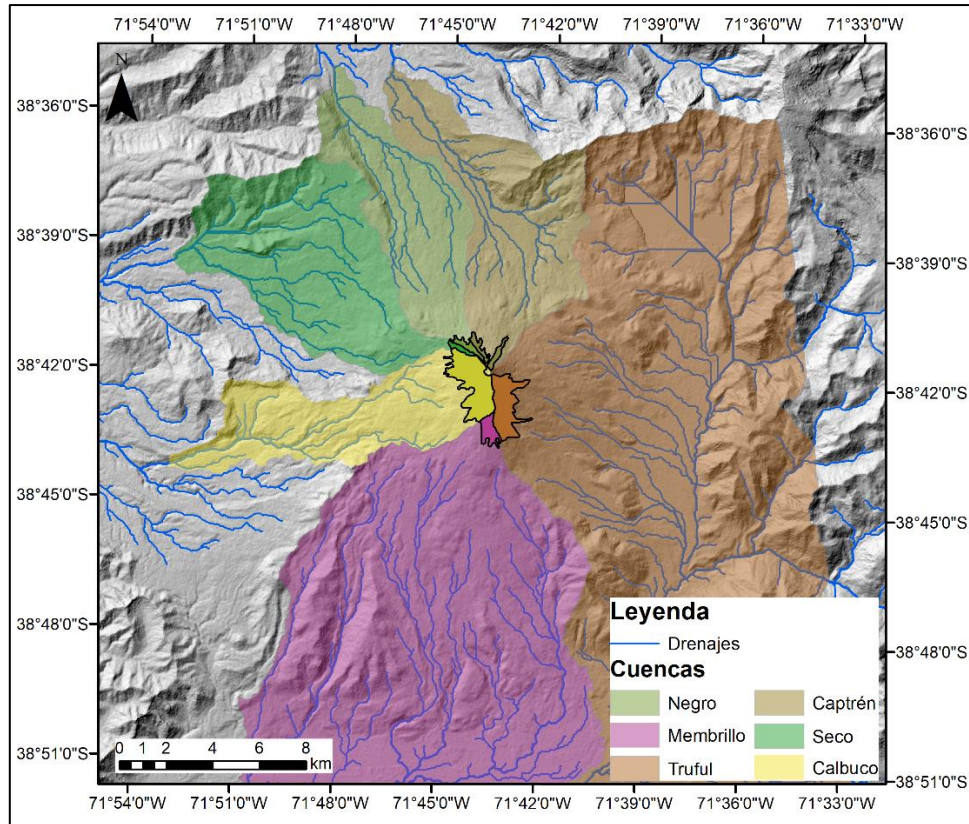 71°54'0"W 71°51'0"W 71°48'0"W 71°45'0"W 71°42'0"W 71°39'0"W 71°36'0"W 71°33'0"W
N
38°36'0"S 38°36'0"S
38°39'0"S 38°39'0"S
38°42'0"S 38°42'0"S
38°45'0"S 38°45'0"S
38°48'0"S 38°48'0"S
38°51'0"S 38°51'0"S
Leyenda
Drenajes
Cuencas
Negro Captrén
Membrillo Seco
Truful Calbuco
0 1 2 4 6 8
km
71°54'0"W 71°51'0"W 71°48'0"W 71°45'0"W 71°42'0"W 71°39'0"W 71°36'0"W 71°33'0"W